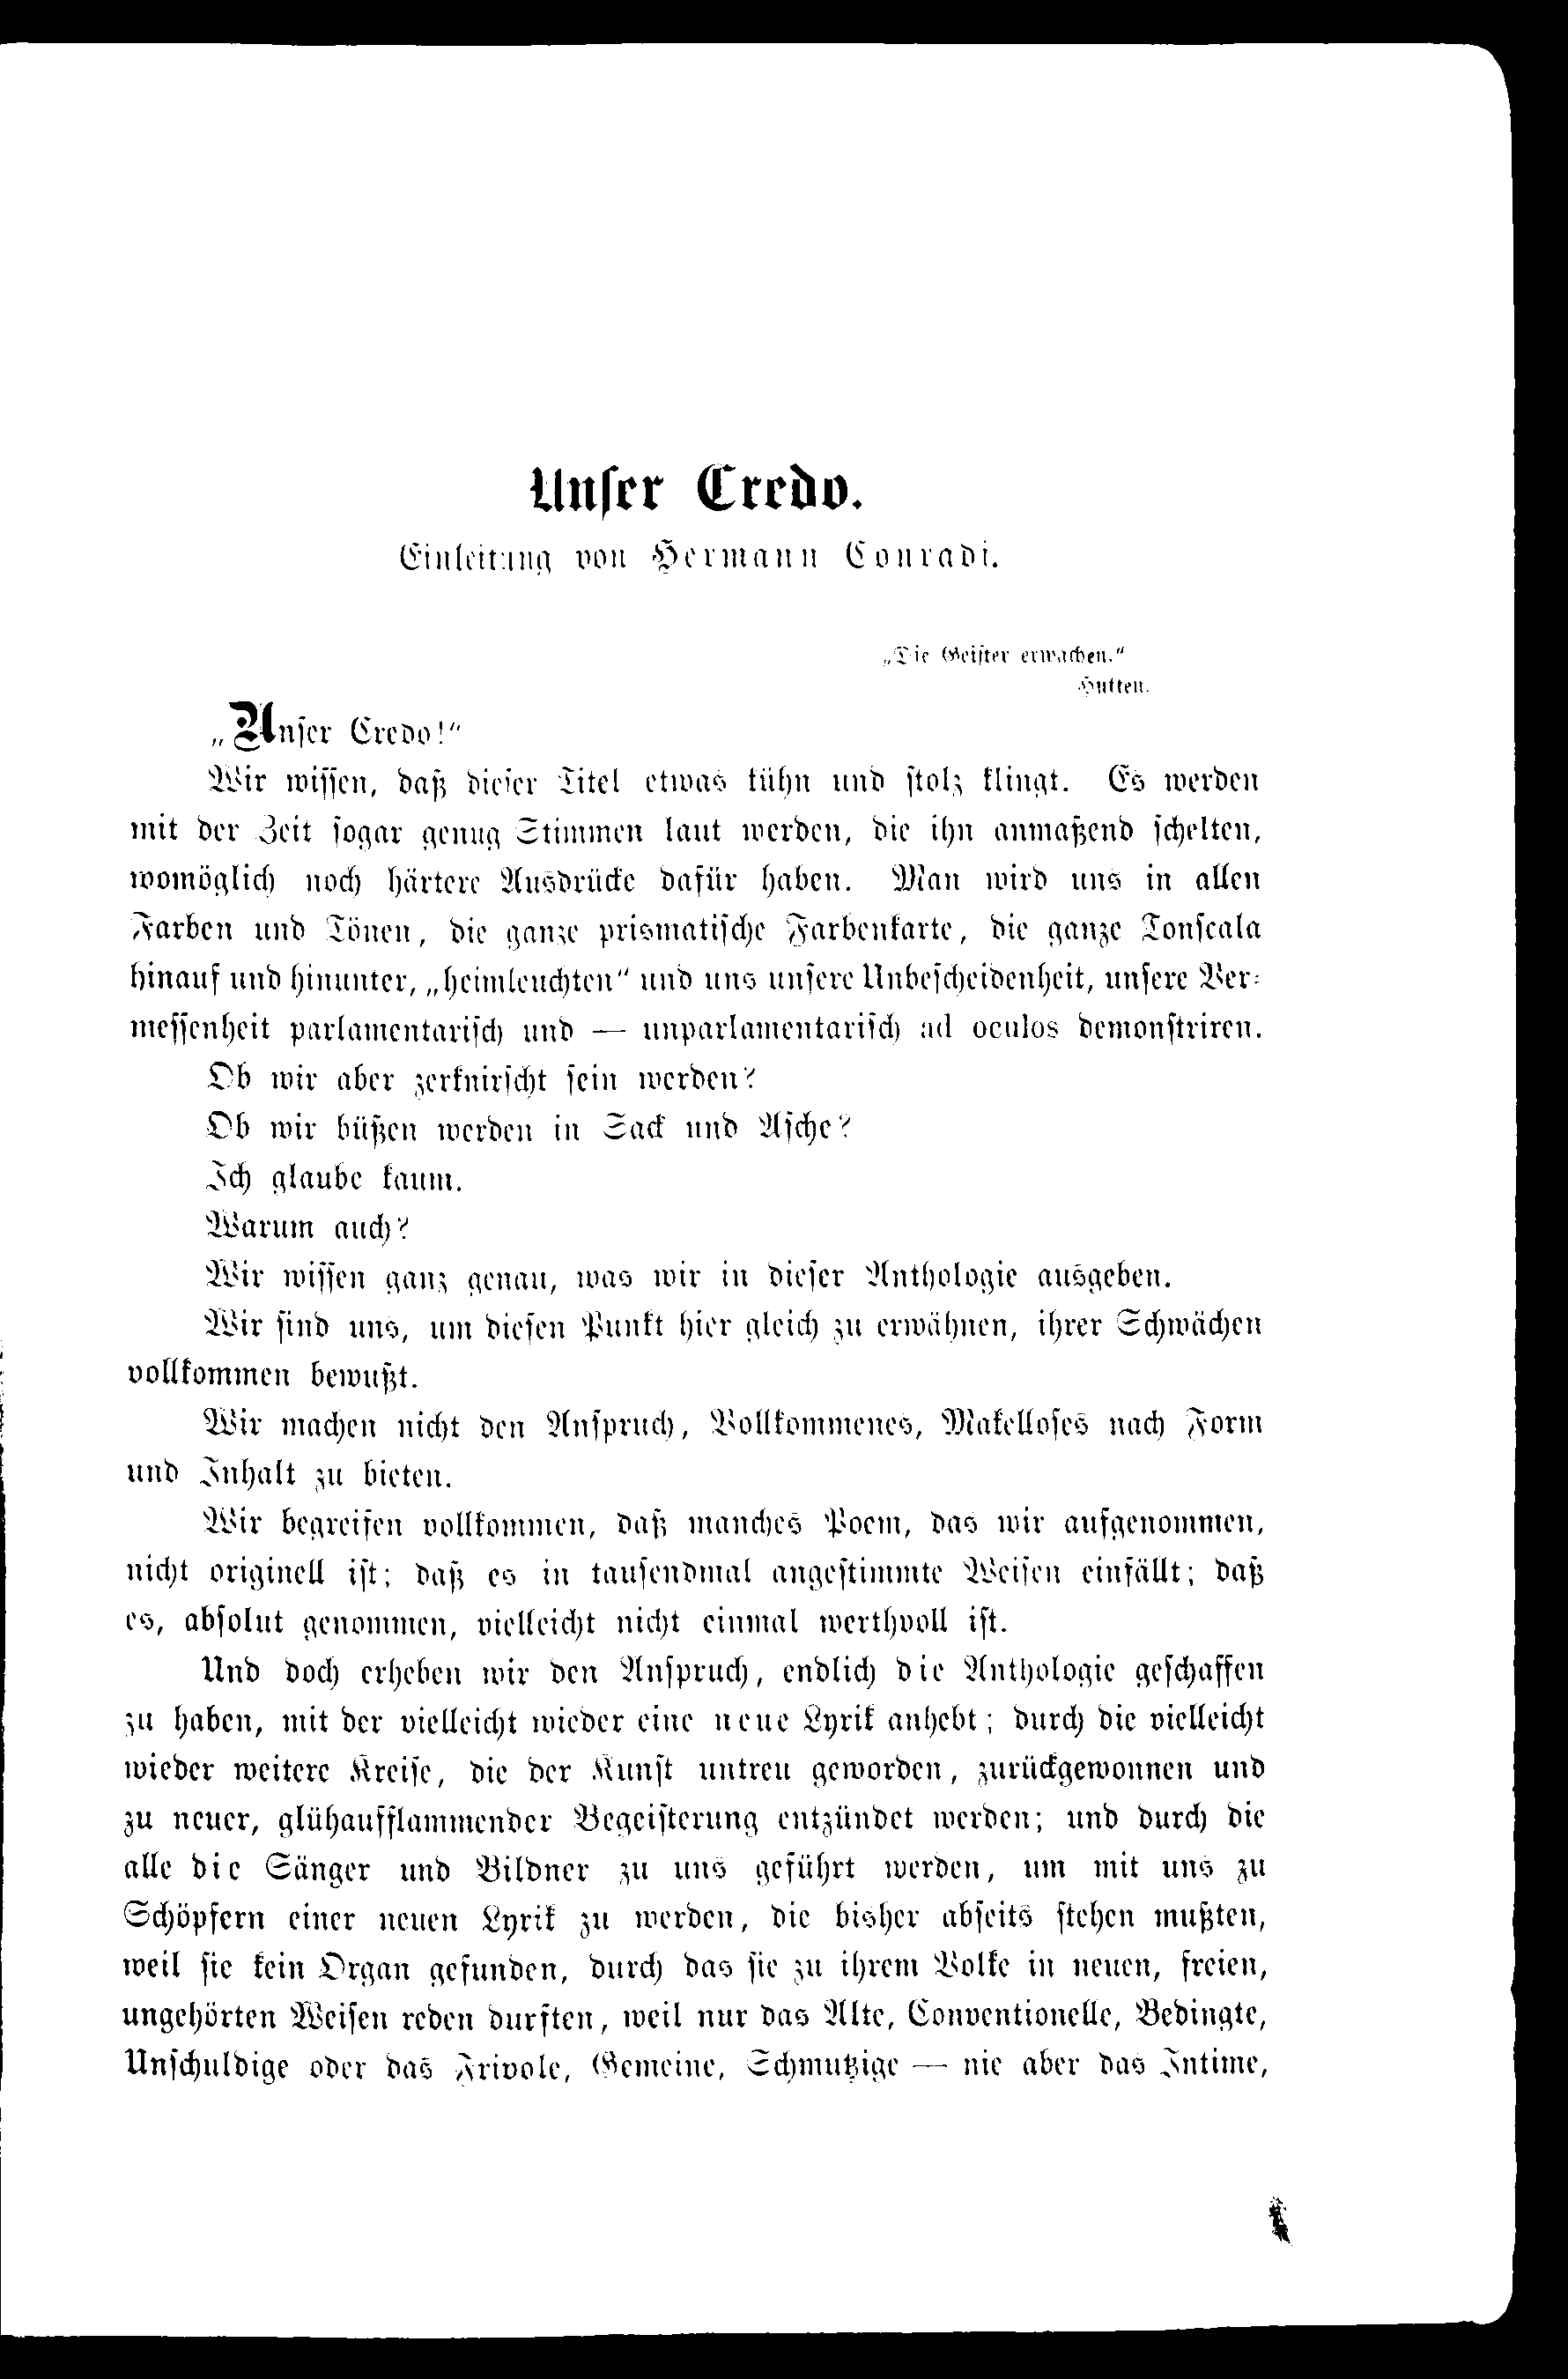 Unſer Credo.
Einleitung von Hermann Conradi.
„Die Geiſter erwachen.“
Hutten.
„Unſer Credo!“
Wir wiſſen, daß dieſer Titel etwas kühn und ſtolz klingt. Es werden
mit der Zeit ſogar genug Stimmen laut werden, die ihn anmaßend ſchelten,
womöglich noch härtere Ausdrücke dafür haben. Man wird uns in allen
Farben und Tönen, die ganze prismatiſche Farbenkarte, die ganze Tonſcala
hinauf und hinunter, „heimleuchten“ und uns unſere Unbeſcheidenheit, unſere Ver-
meſſenheit parlamentariſch und — unparlamentariſch ad oculos demonſtriren.
Ob wir aber zerknirſcht ſein werden?
Ob wir büßen werden in Sack und Aſche?
Ich glaube kaum.
Warum auch?
Wir wiſſen ganz genau, was wir in dieſer Anthologie ausgeben.
Wir ſind uns, um dieſen Punkt hier gleich zu erwähnen, ihrer Schwächen
vollkommen bewußt.
Wir machen nicht den Anſpruch, Vollkommenes, Makelloſes nach Form
und Inhalt zu bieten.
Wir begreifen vollkommen, daß manches Poem, das wir aufgenommen,
nicht originell iſt; daß es in tauſendmal angeſtimmte Weiſen einfällt; daß
es, abſolut genommen, vielleicht nicht einmal werthvoll iſt.
Und doch erheben wir den Anſpruch, endlich die Anthologie geſchaffen
zu haben, mit der vielleicht wieder eine neue Lyrik anhebt; durch die vielleicht
wieder weitere Kreiſe, die der Kunſt untreu geworden, zurückgewonnen und
zu neuer, glühaufflammender Begeiſterung entzündet werden; und durch die
alle die Sänger und Bildner zu uns geführt werden, um mit uns zu
Schöpfern einer neuen Lyrik zu werden, die bisher abſeits ſtehen mußten,
weil ſie kein Organ gefunden, durch das ſie zu ihrem Volke in neuen, freien,
ungehörten Weiſen reden durften, weil nur das Alte, Conventionelle, Bedingte,
Unſchuldige oder das Frivole, Gemeine, Schmutzige — nie aber das Intime,